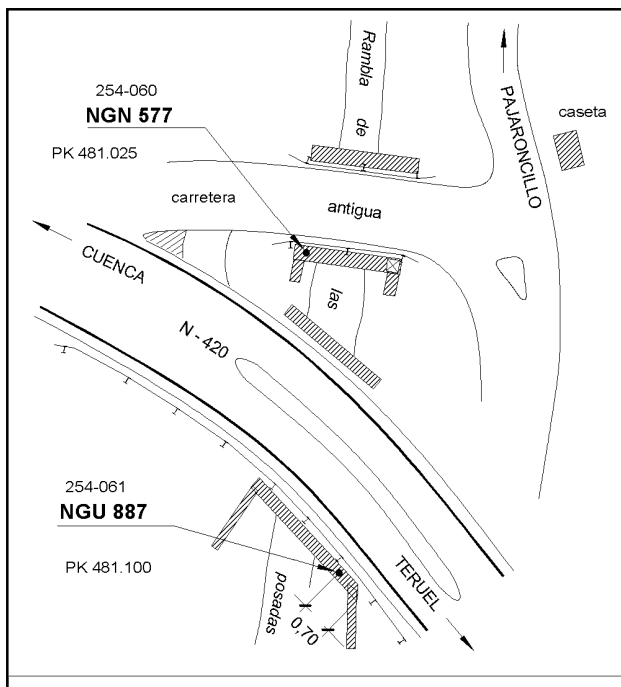 254-060
NGN 577
PK 481.025
Rambla de
PAJARONCILLO
caseta
carretera
antigua
CUENCA
las
N - 420
254-061
NGU 887
PK 481.100
posadas
0,70
TERUEL